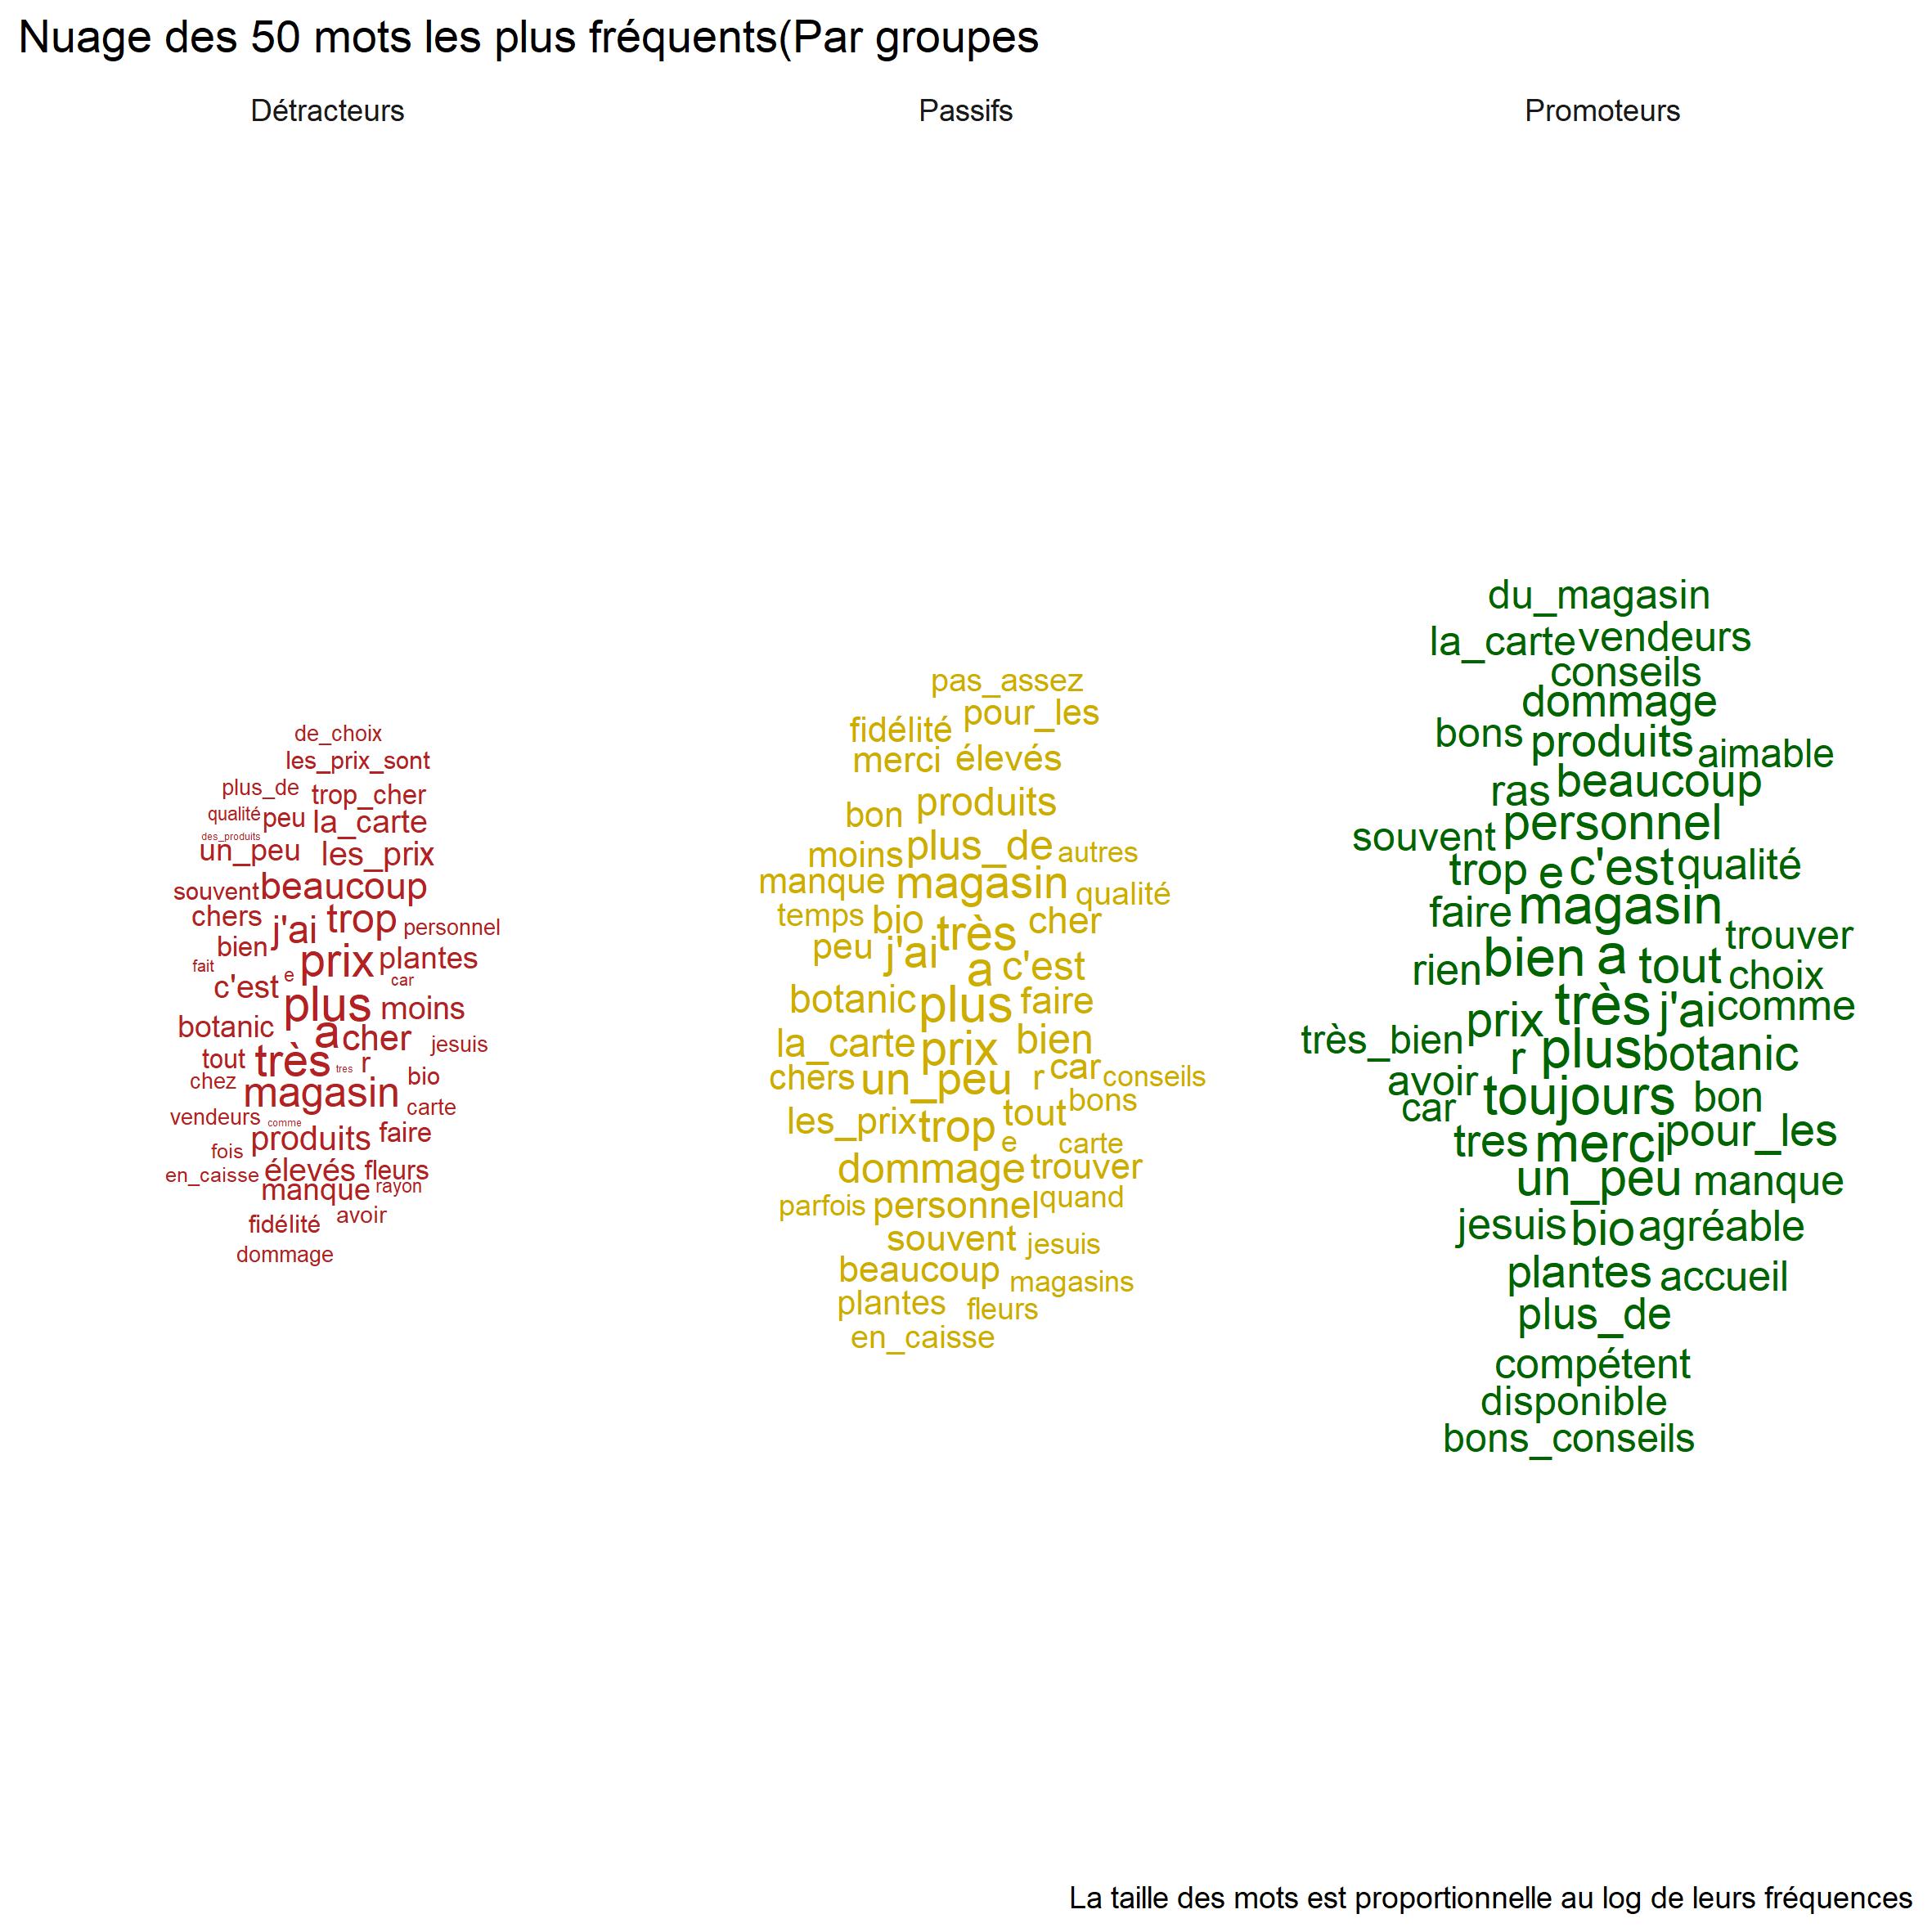 Nuage des 50 mots les plus fréquents(Par groupes
Détracteurs
de_choix
les_prix_sont
plus_de trop_cher
qualité peu la_carte
des_produits
un_peu les_prix
souvent beaucoup
chers j'ai trop personnel
bien prix plantes
fait c'est e car
plus moins
botanic a cher jesuis
tout très tres r
chez magasin bio carte
vendeurs comme
fois produits faire
en_caisse élevés fleurs
manque rayon
fidélité avoir
dommage
Passifs
pas_assez
fidélité pour_les
merci élevés
bon produits
moins plus_de autres
manque magasin qualité
temps bio très cher
peu j'ai a c'est
botanic plus faire
la_carte prix bien
chers un_peu r car conseils
les_prix trop tout bons
e carte
dommage trouver
parfois personnel quand
souvent jesuis
beaucoup magasins
plantes fleurs
en_caisse
Promoteurs
du_magasin
la_carte vendeurs
conseils
dommage
bons produits aimable
ras beaucoup
souvent personnel
trop e c'est qualité
faire magasin
trouver
rien bien a tout choix
très j'ai comme
très_bien prix
r plus botanic
avoir toujours bon
car
tres merci pour_les
un_peu manque
jesuis bio agréable
plantes accueil
plus_de
compétent
disponible
bons_conseils
La taille des mots est proportionnelle au log de leurs fréquences